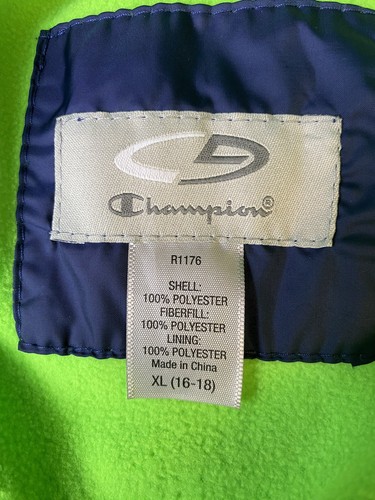 Champion®
R1176
SHELL:
100% POLYESTER
FIBERFILL:
100% POLYESTER
LINING:
100% POLYESTER
Made in China
XL (16-18)